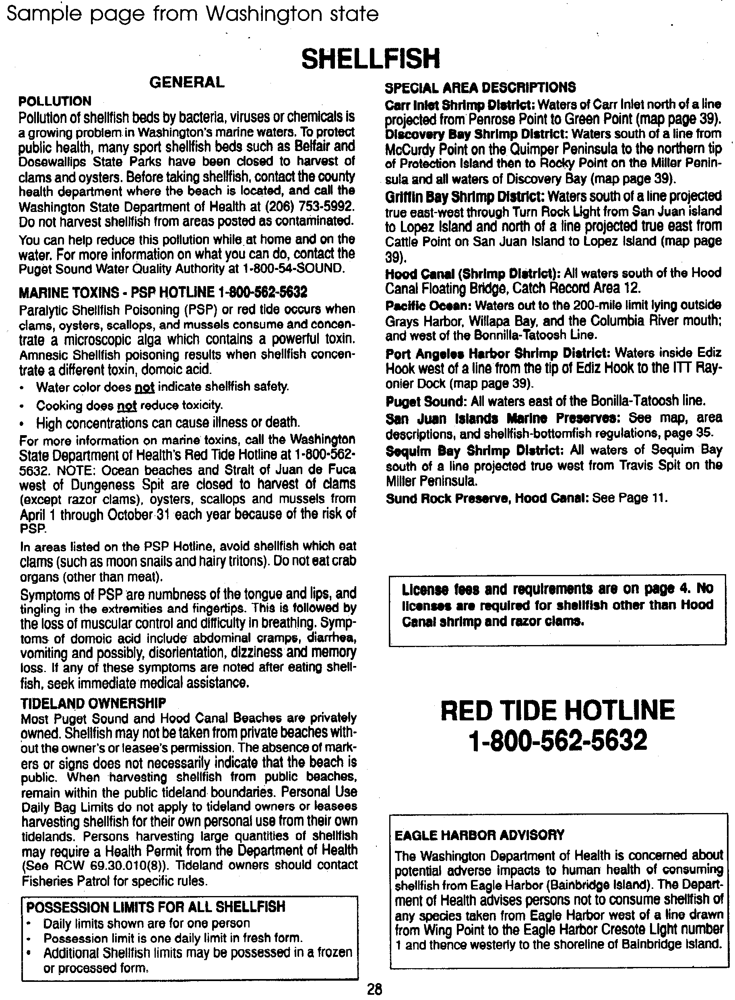 Sample page from Washington state
SHELLFISH
GENERAL
POLLUTION
Pollution of shellfish beds by bacteria, viruses or chemicals is
a growing problem in Washington's marine waters. To protect
public health, many sport shellfish beds such as Belfair and
Dosewallips State Parks have been closed to harvest of
clams and oysters. Before taking shellfish, contact the county
health department where the beach is located, and call the
Washington State Department of Health at (206) 753-5992.
Do not harvest shellfish from areas posted as contaminated.
You can help reduce this pollution while at home and on the
water. For more information on what you can do, contact the
Puget Sound Water Quality Authority at 1-800-54-SOUND.
MARINE TOXINS - PSP HOTLINE 1-800-562-5632
Paralytic Shellfish Poisoning (PSP) or red tide occurs when
clams, oysters, scallops, and mussels consume and concen-
trate a microscopic alga which contains a powerful toxin.
Amnesic Shellfish poisoning results when shellfish concen-
trate a different toxin, domoic acid.
• Water color does not indicate shellfish safety.
• Cooking does not reduce toxicity.
• High concentrations can cause illness or death.
For more information on marine toxins, call the Washington
State Department of Health's Red Tide Hotline at 1-800-562-
5632. NOTE: Ocean beaches and Strait of Juan de Fuca
west of Dungeness Spit are closed to harvest of clams
(except razor clams), oysters, scallops and mussels from
April 1 through October 31 each year because of the risk of
PSP.
In areas listed on the PSP Hotline, avoid shellfish which eat
clams (such as moon snails and hairy tritons). Do not eat crab
organs (other than meat).
Symptoms of PSP are numbness of the tongue and lips, and
tingling in the extremities and fingertips. This is followed by
the loss of muscular control and difficulty in breathing. Symp-
toms of domoic acid include abdominal cramps, diarrhea,
vomiting and possibly, disorientation, dizziness and memory
loss. If any of these symptoms are noted after eating shell-
fish, seek immediate medical assistance.
TIDELAND OWNERSHIP
Most Puget Sound and Hood Canal Beaches are privately
owned. Shellfish may not be taken from private beaches with-
out the owner's or leasee's permission. The absence of mark-
ers or signs does not necessarily indicate that the beach is
public. When harvesting shellfish from public beaches,
remain within the public tideland boundaries. Personal Use
Daily Bag Limits do not apply to tideland owners or leasees
harvesting shellfish for their own personal use from their own
tidelands. Persons harvesting large quantities of shellfish
may require a Health Permit from the Department of Health
(See RCW 69.30.010(8)). Tideland owners should contact
Fisheries Patrol for specific rules.
POSSESSION LIMITS FOR ALL SHELLFISH
• Daily limits shown are for one person
• Possession limit is one daily limit in fresh form.
• Additional Shellfish limits may be possessed in a frozen
or processed form.
SPECIAL AREA DESCRIPTIONS
Carr Inlet Shrimp District: Waters of Carr Inlet north of a line
projected from Penrose Point to Green Point (map page 39).
Discovery Bay Shrimp District: Waters south of a line from
McCurdy Point on the Quimper Peninsula to the northern tip
of Protection Island then to Rocky Point on the Miller Penin-
sula and all waters of Discovery Bay (map page 39).
Griffin Bay Shrimp District: Waters south of a line projected
true east-west through Turn Rock Light from San Juan island
to Lopez Island and north of a line projected true east from
Cattle Point on San Juan Island to Lopez Island (map page
39).
Hood Canal (Shrimp District): All waters south of the Hood
Canal Floating Bridge, Catch Record Area 12.
Pacific Ocean: Waters out to the 200-mile limit lying outside
Grays Harbor, Willapa Bay, and the Columbia River mouth;
and west of the Bonnilla-Tatoosh Line.
Port Angeles Harbor Shrimp District: Waters inside Ediz
Hook west of a line from the tip of Ediz Hook to the ITT Ray-
onier Dock (map page 39).
Puget Sound: All waters east of the Bonilla-Tatoosh line.
San Juan Islands Marine Preserves: See map, area
descriptions, and shellfish-bottomfish regulations, page 35.
Sequim Bay Shrimp District: All waters of Sequim Bay
south of a line projected true west from Travis Spit on the
Miller Peninsula.
Sund Rock Preserve, Hood Canal: See Page 11.
License fees and requirements are on page 4. No
licenses are required for shellfish other than Hood
Canal shrimp and razor clams.
RED TIDE HOTLINE
1-800-562-5632
EAGLE HARBOR ADVISORY
The Washington Department of Health is concerned about
potential adverse impacts to human health of consuming
shellfish from Eagle Harbor (Bainbridge Island). The Depart-
ment of Health advises persons not to consume shellfish of
any species taken from Eagle Harbor west of a line drawn
from Wing Point to the Eagle Harbor Cresote Light number
1 and thence westerly to the shoreline of Bainbridge Island.
28